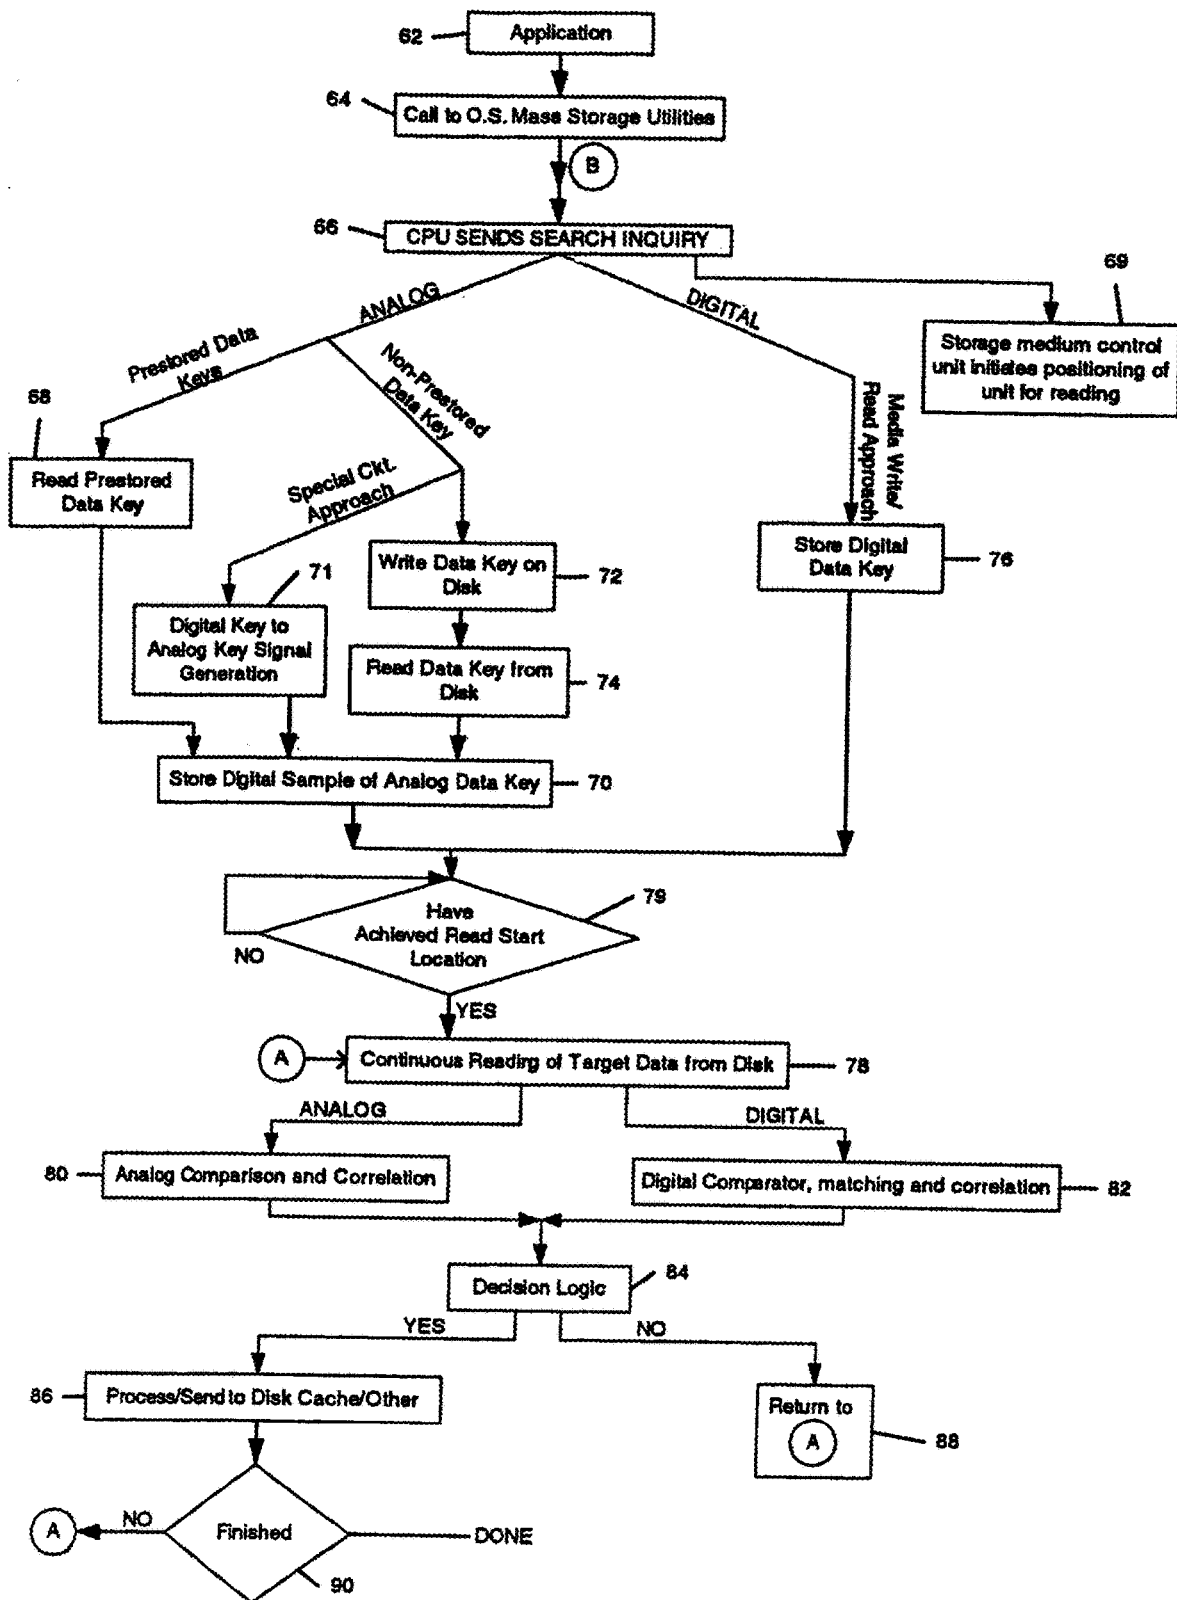 62
Application
64
Call to O.S. Mass Storage Utilities
B
66
CPU SENDS SEARCH INQUIRY
69
ANALOG
DIGITAL
Storage medium control
unit initiates positioning of
unit for reading
Prestored Data
Keys
Non-Prestored
Data Key
Media Write/
Read Approach
68
Read Prestored
Data Key
Special Ckt.
Approach
Store Digital
Data Key
76
71
Write Data Key on
Disk
72
Digital Key to
Analog Key Signal
Generation
Read Data Key from
Disk
74
Store Digital Sample of Analog Data Key
70
79
Have
Achieved Read Start
Location
NO
YES
A
Continuous Reading of Target Data from Disk
78
ANALOG
DIGITAL
80
Analog Comparison and Correlation
Digital Comparator, matching and correlation
82
Decision Logic
84
YES
NO
86
Process/Send to Disk Cache/Other
Return to
A
88
A
NO
Finished
DONE
90